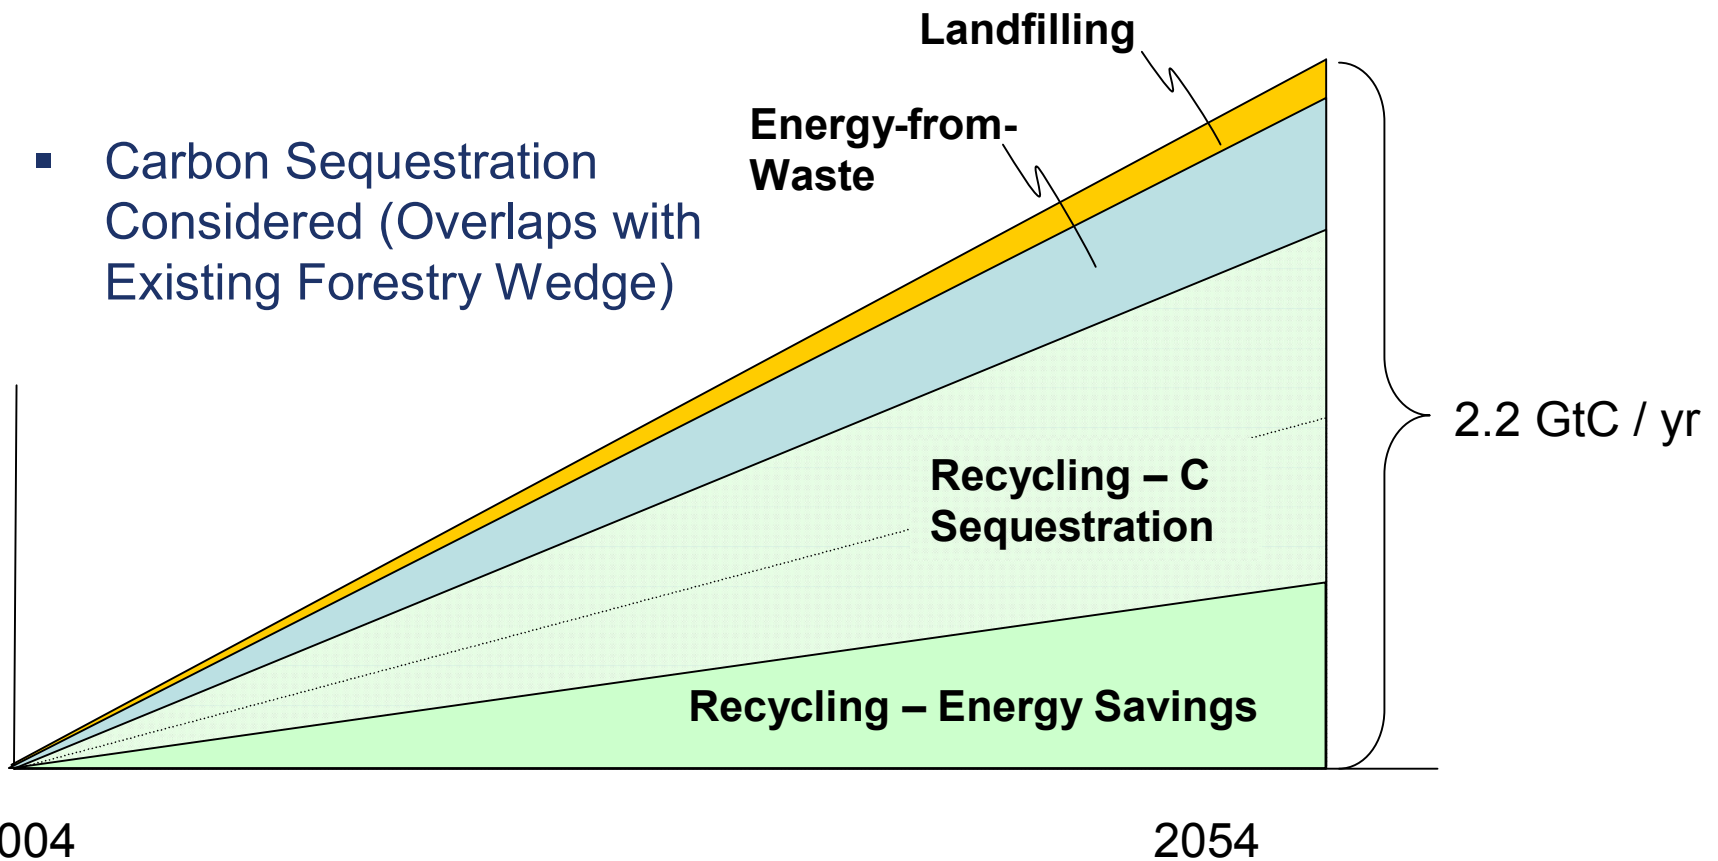 Landfilling
Energy-from-
Waste
▪ Carbon Sequestration
Considered (Overlaps with
Existing Forestry Wedge)
2.2 GtC / yr
Recycling – C
Sequestration
Recycling – Energy Savings
004
2054